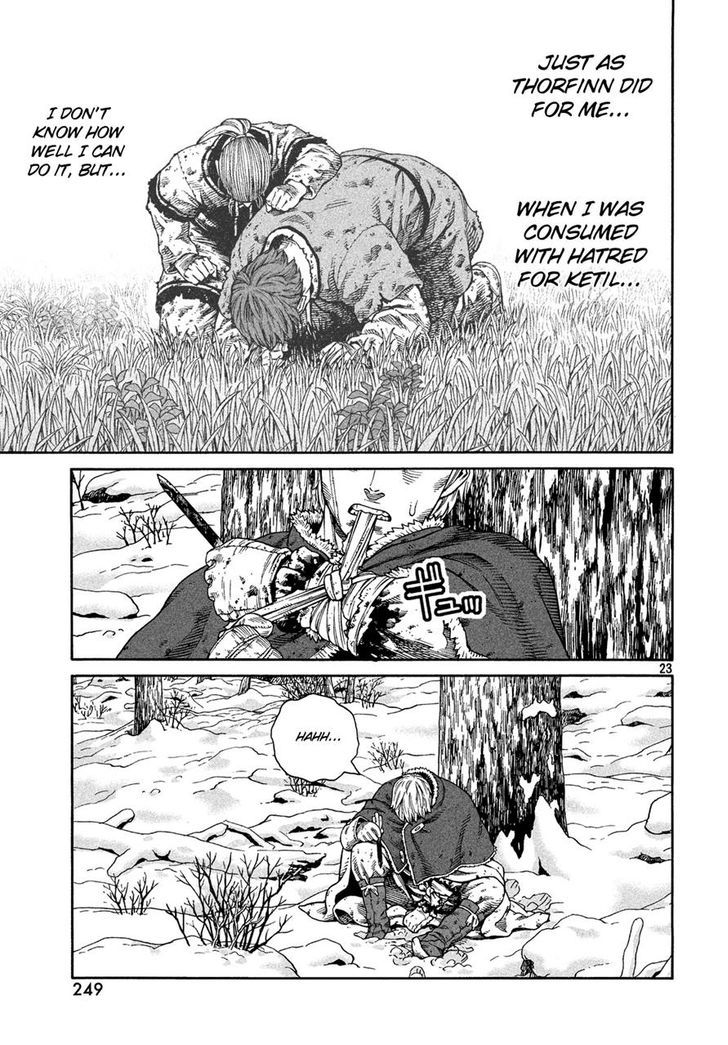 JUST AS
THORFINN DID
FOR ME...
WHEN I WAS
CONSUMED
WITH HATRED
FOR KETIL...
I DON'T
KNOW HOW
WELL I CAN
DO IT, BUT...
ギュッ
23
HAHH...
249